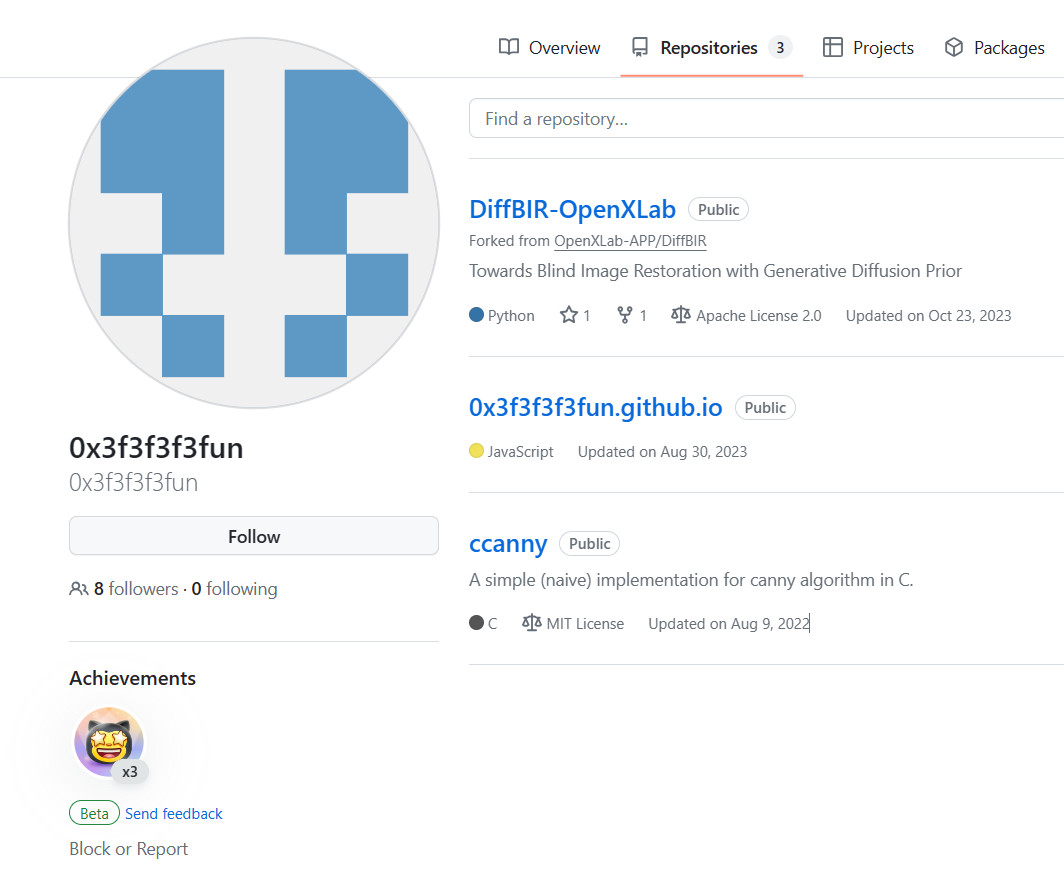 Overview Repositories 3 Projects Packages
Find a repository...
DiffBIR-OpenXLab Public
Forked from OpenXLab-APP/DiffBIR
Towards Blind Image Restoration with Generative Diffusion Prior
Python 1 1 Apache License 2.0 Updated on Oct 23, 2023
0x3f3f3f3fun.github.io Public
JavaScript Updated on Aug 30, 2023
ccanny Public
A simple (naive) implementation for canny algorithm in C.
C MIT License Updated on Aug 9, 2022
0x3f3f3f3fun
0x3f3f3f3fun
Follow
8 followers · 0 following
Achievements
x3
Beta Send feedback
Block or Report